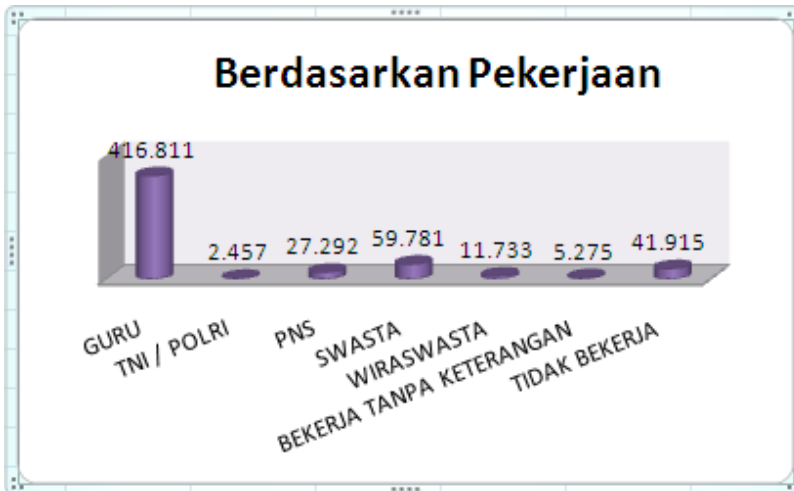 Berdasarkan Pekerjaan
416.811
2.457
27.292
59.781
11.733
5.275
41.915
GURU
TNI / POLRI
PNS
SWASTA
WIRASWASTA
BEKERJA TANPA KETERANGAN
TIDAK BEKERJA